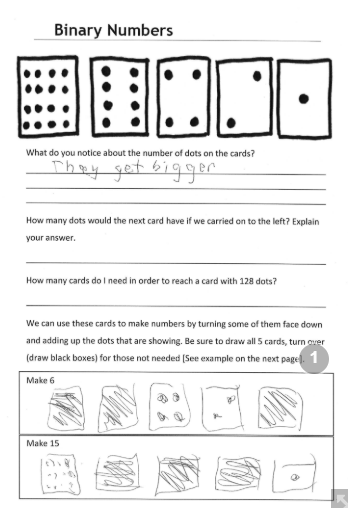 Binary Numbers
What do you notice about the number of dots on the cards?
They get bigger
How many dots would the next card have if we carried on to the left? Explain
your answer.
How many cards do I need in order to reach a card with 128 dots?
We can use these cards to make numbers by turning some of them face down
and adding up the dots that are showing. Be sure to draw all 5 cards, turn over
(draw black boxes) for those not needed [See example on the next page].
1
Make 6
Make 15